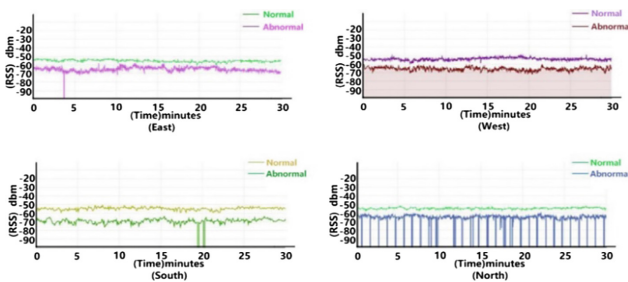 Normal
Abnormal
(RSS) dbm
-20
-30
-40
-50
-60
-70
-80
-90
0 5 10 15 20 25 30
(Time)minutes
(East)
Normal
Abnorma
(RSS) dbm
-20
-30
-40
-50
-60
-70
-80
-90
0 5 10 15 20 25 30
(Time)minutes
(West)
Normal
Abnormal
(RSS) dbm
-20
-30
-40
-50
-60
-70
-80
-90
0 5 10 15 20 25 30
(Time)minutes
(South)
Normal
Abnorma
(RSS) dbm
-20
-30
-40
-50
-60
-70
-80
-90
0 5 10 15 20 25 30
(Time)minutes
(North)